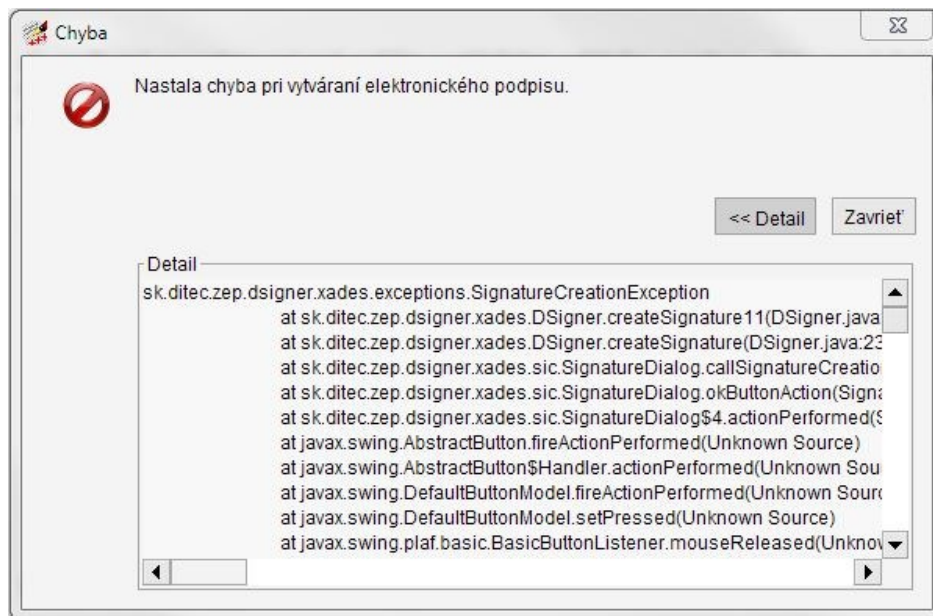 Chyba
Nastala chyba pri vytváraní elektronického podpisu.
<< Detail
Zavrieť
Detail
sk.ditec.zep.dsigner.xades.exceptions.SignatureCreationException
at sk.ditec.zep.dsigner.xades.DSigner.createSignature11(DSigner.java
at sk.ditec.zep.dsigner.xades.DSigner.createSignature(DSigner.java:23
at sk.ditec.zep.dsigner.xades.sic.SignatureDialog.callSignatureCreatio
at sk.ditec.zep.dsigner.xades.sic.SignatureDialog.okButtonAction(Signa
at sk.ditec.zep.dsigner.xades.sic.SignatureDialog$4.actionPerformed(S
at javax.swing.AbstractButton.fireActionPerformed(Unknown Source)
at javax.swing.AbstractButton$Handler.actionPerformed(Unknown Sou
at javax.swing.DefaultButtonModel.fireActionPerformed(Unknown Sourc
at javax.swing.DefaultButtonModel.setPressed(Unknown Source)
at javax.swing.plaf.basic.BasicButtonListener.mouseReleased(Unknov